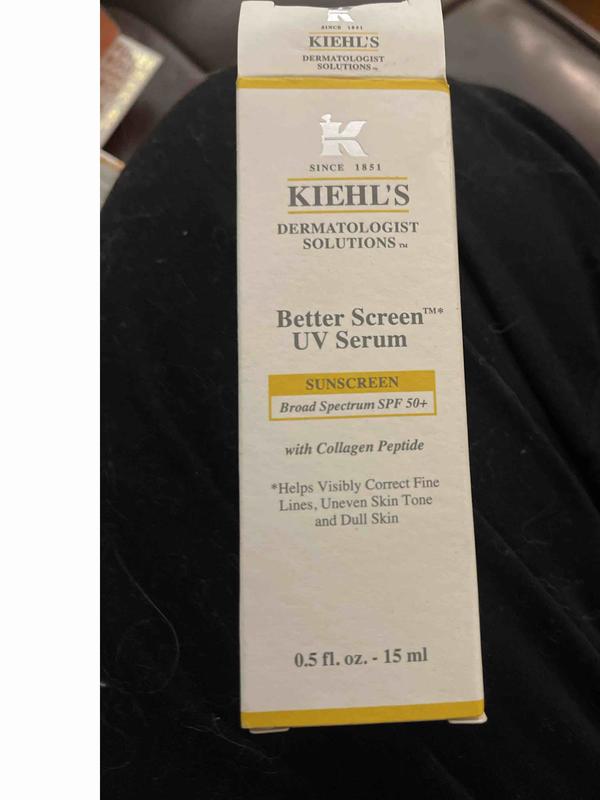 SINCE 1851
KIEHL'S
DERMATOLOGIST
SOLUTIONS™
K
SINCE 1851
KIEHL'S
DERMATOLOGIST
SOLUTIONS™
Better Screen™*
UV Serum
SUNSCREEN
Broad Spectrum SPF 50+
with Collagen Peptide
*Helps Visibly Correct Fine
Lines, Uneven Skin Tone
and Dull Skin
0.5 fl. oz. - 15 ml